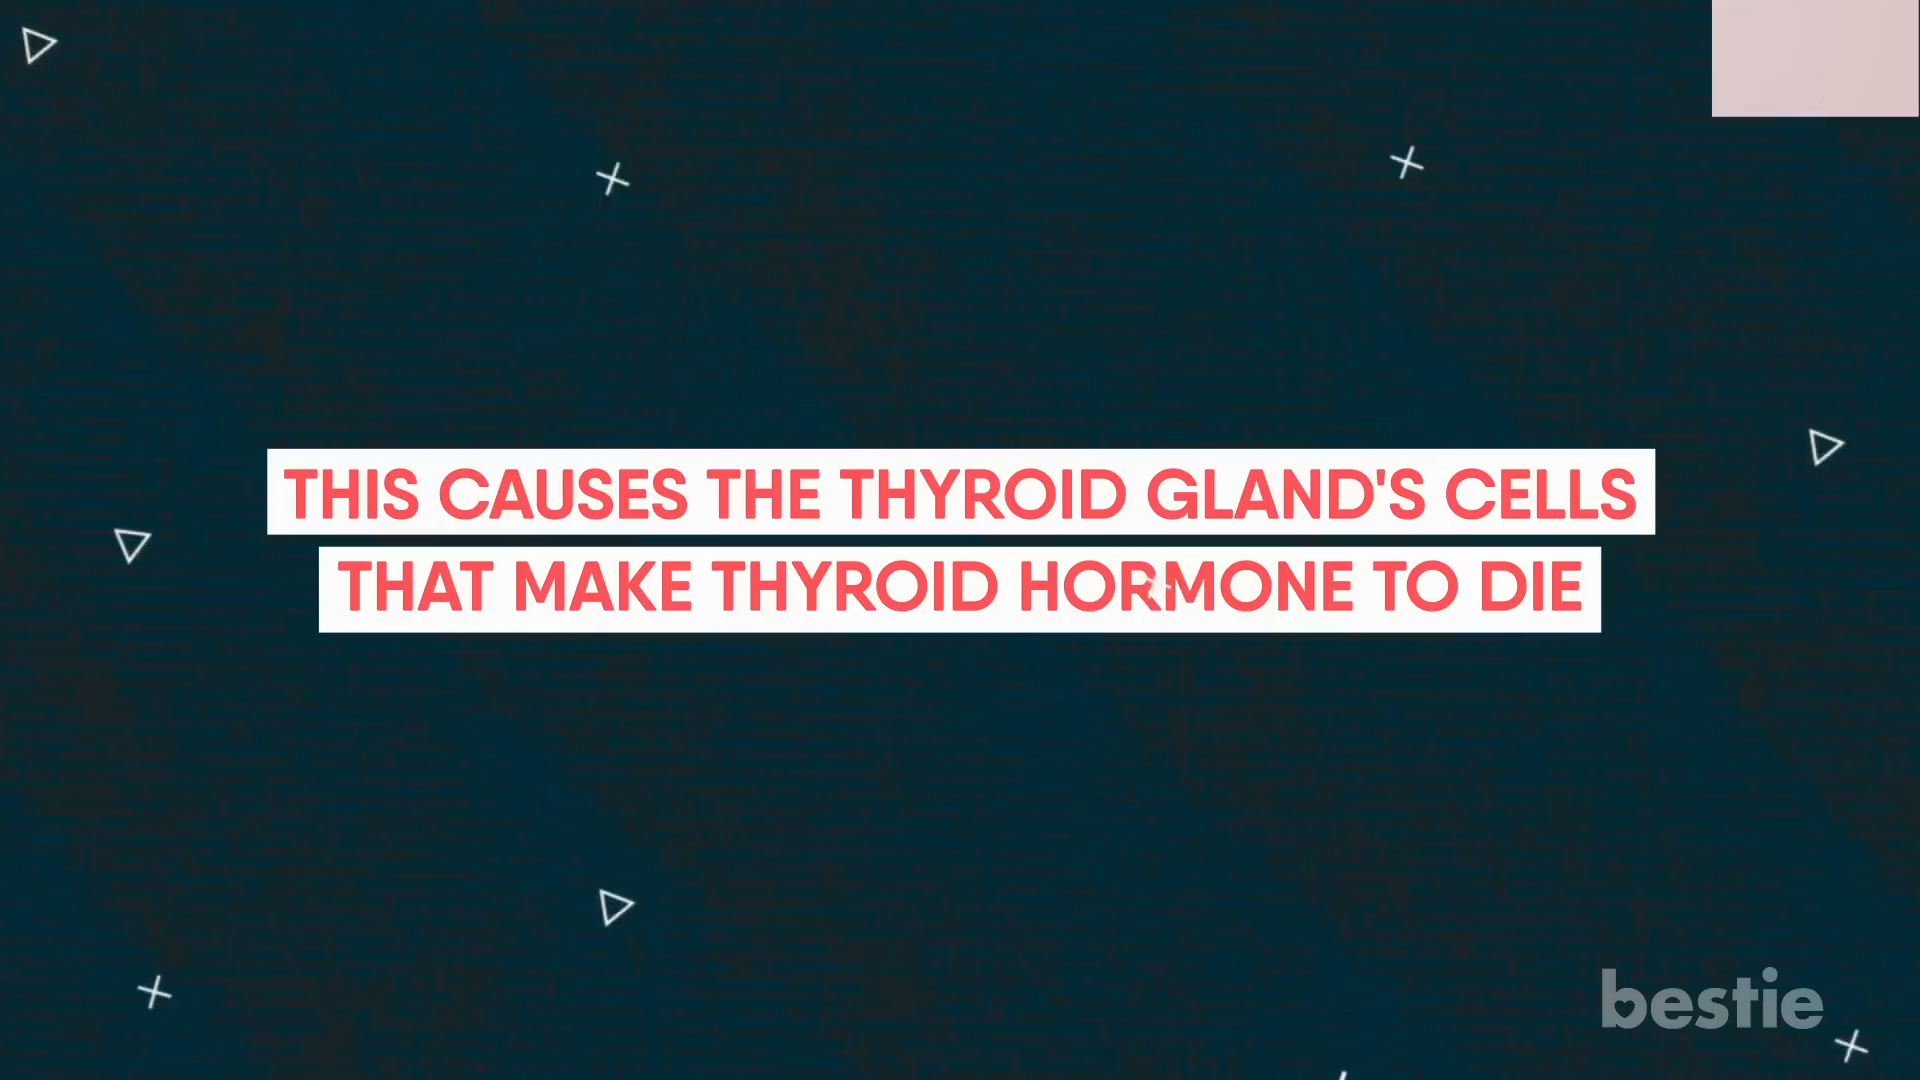 THIS CAUSES THE THYROID GLAND'S CELLS
THAT MAKE THYROID HORMONE TO DIE
bestie